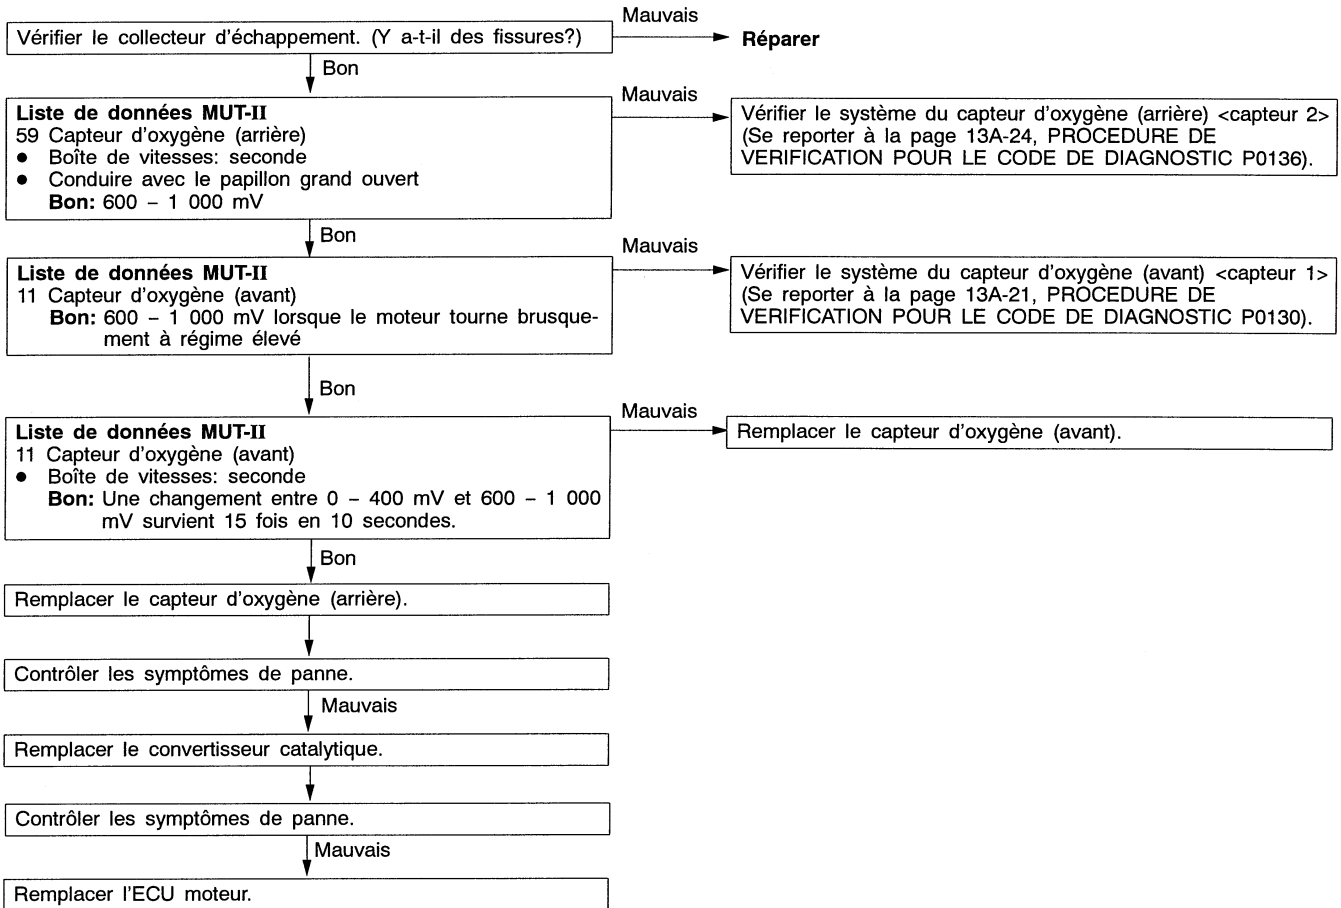 Mauvais
Vérifier le collecteur d'échappement. (Y a-t-il des fissures?)
Réparer
Bon
Liste de données MUT-II
59 Capteur d'oxygène (arrière)
● Boîte de vitesses: seconde
● Conduire avec le papillon grand ouvert
Bon: 600 – 1 000 mV
Mauvais
Vérifier le système du capteur d'oxygène (arrière) <capteur 2>
(Se reporter à la page 13A-24, PROCEDURE DE
VERIFICATION POUR LE CODE DE DIAGNOSTIC P0136).
Bon
Liste de données MUT-II
11 Capteur d'oxygène (avant)
Bon: 600 – 1 000 mV lorsque le moteur tourne brusque-
ment à régime élevé
Mauvais
Vérifier le système du capteur d'oxygène (avant) <capteur 1>
(Se reporter à la page 13A-21, PROCEDURE DE
VERIFICATION POUR LE CODE DE DIAGNOSTIC P0130).
Bon
Liste de données MUT-II
11 Capteur d'oxygène (avant)
● Boîte de vitesses: seconde
Bon: Une changement entre 0 – 400 mV et 600 – 1 000
mV survient 15 fois en 10 secondes.
Mauvais
Remplacer le capteur d'oxygène (avant).
Bon
Remplacer le capteur d'oxygène (arrière).
Contrôler les symptômes de panne.
Mauvais
Remplacer le convertisseur catalytique.
Contrôler les symptômes de panne.
Mauvais
Remplacer l'ECU moteur.